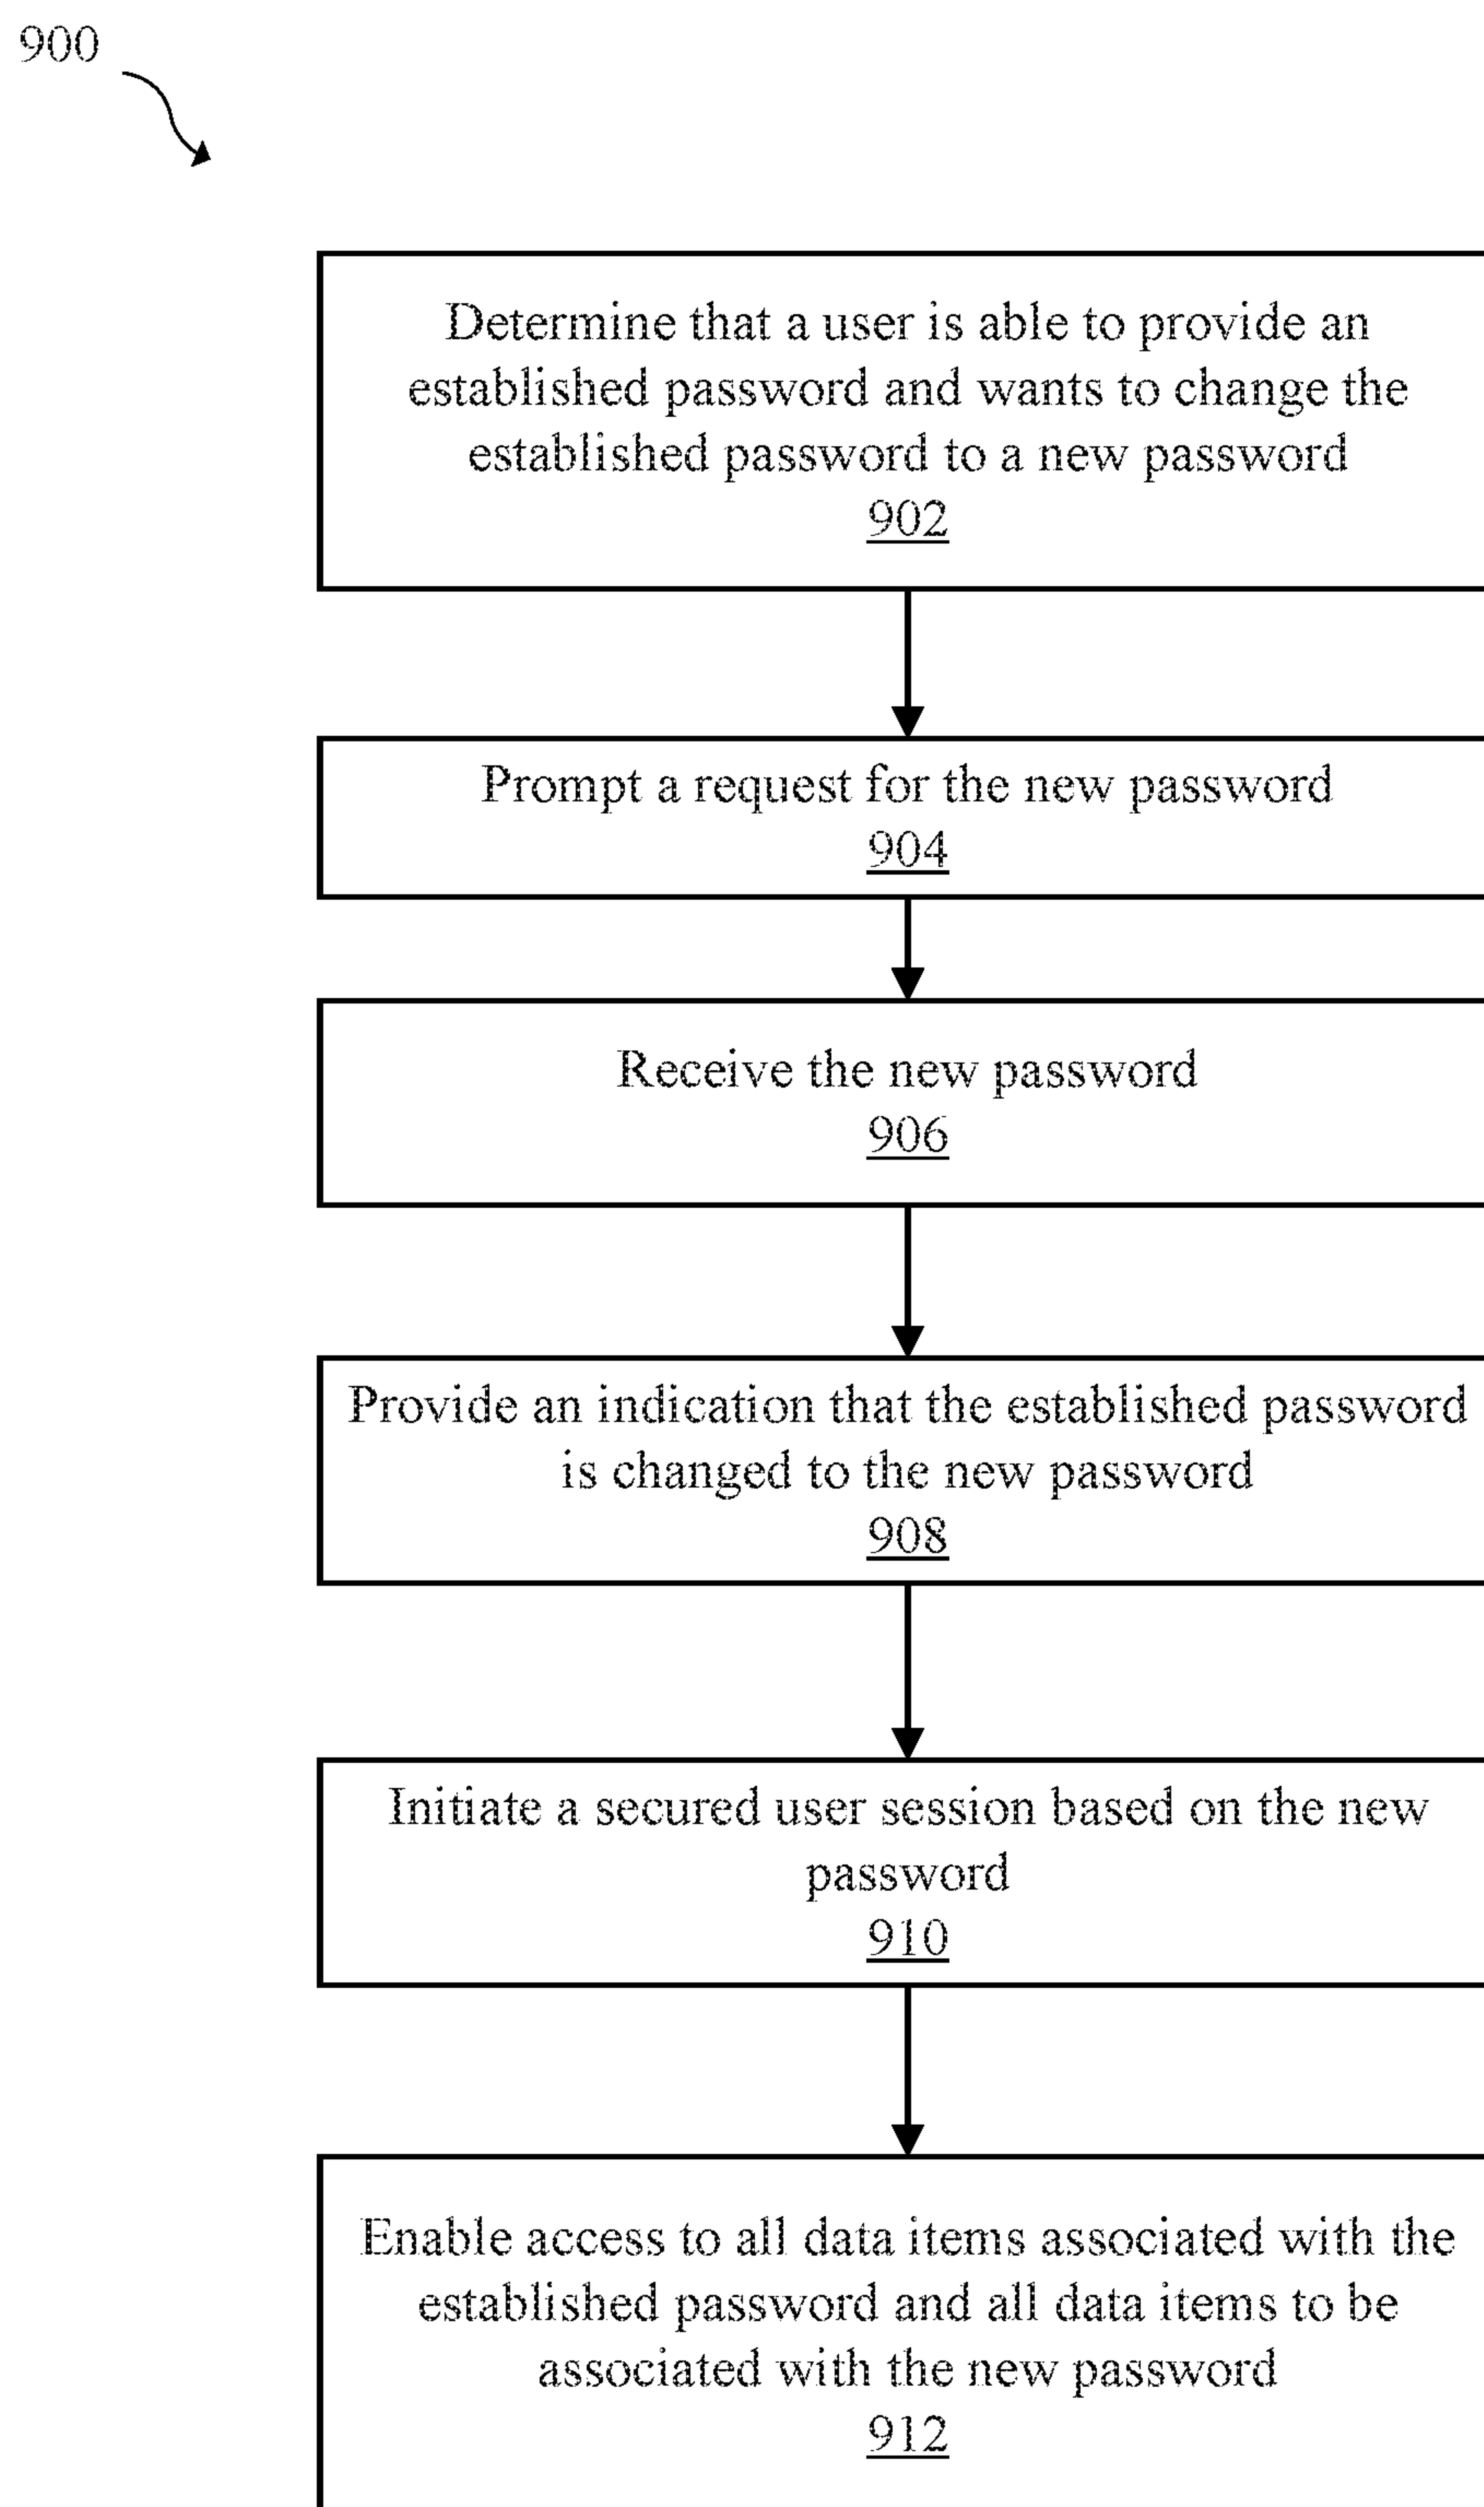 900
Determine that a user is able to provide an
established password and wants to change the
established password to a new password
902
Prompt a request for the new password
904
Receive the new password
906
Provide an indication that the established password
is changed to the new password
908
Initiate a secured user session based on the new
password
910
Enable access to all data items associated with the
established password and all data items to be
associated with the new password
912